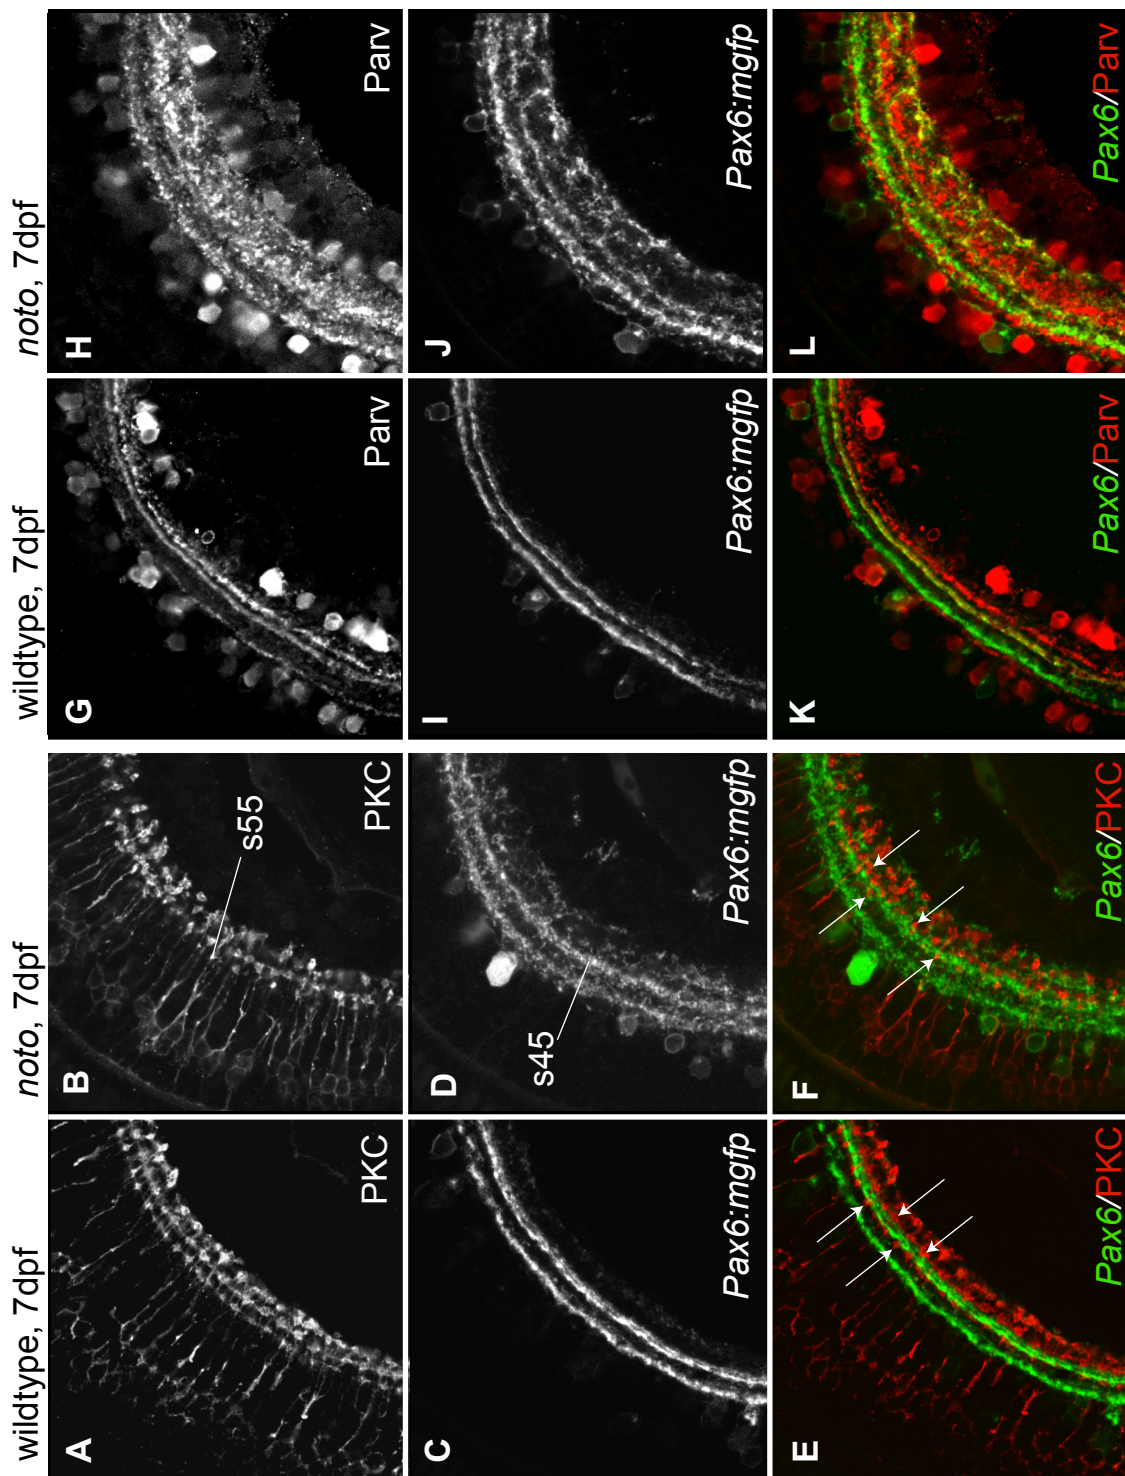 wildtype, 7dpf
noto, 7dpf
wildtype, 7dpf
noto, 7dpf
A
PKC
B
s55
PKC
G
Parv
H
Parv
C
Pax6:mgfp
D
s45
Pax6:mgfp
I
Pax6:mgfp
J
Pax6:mgfp
E
Pax6/PKC
F
Pax6/PKC
K
Pax6/Parv
L
Pax6/Parv